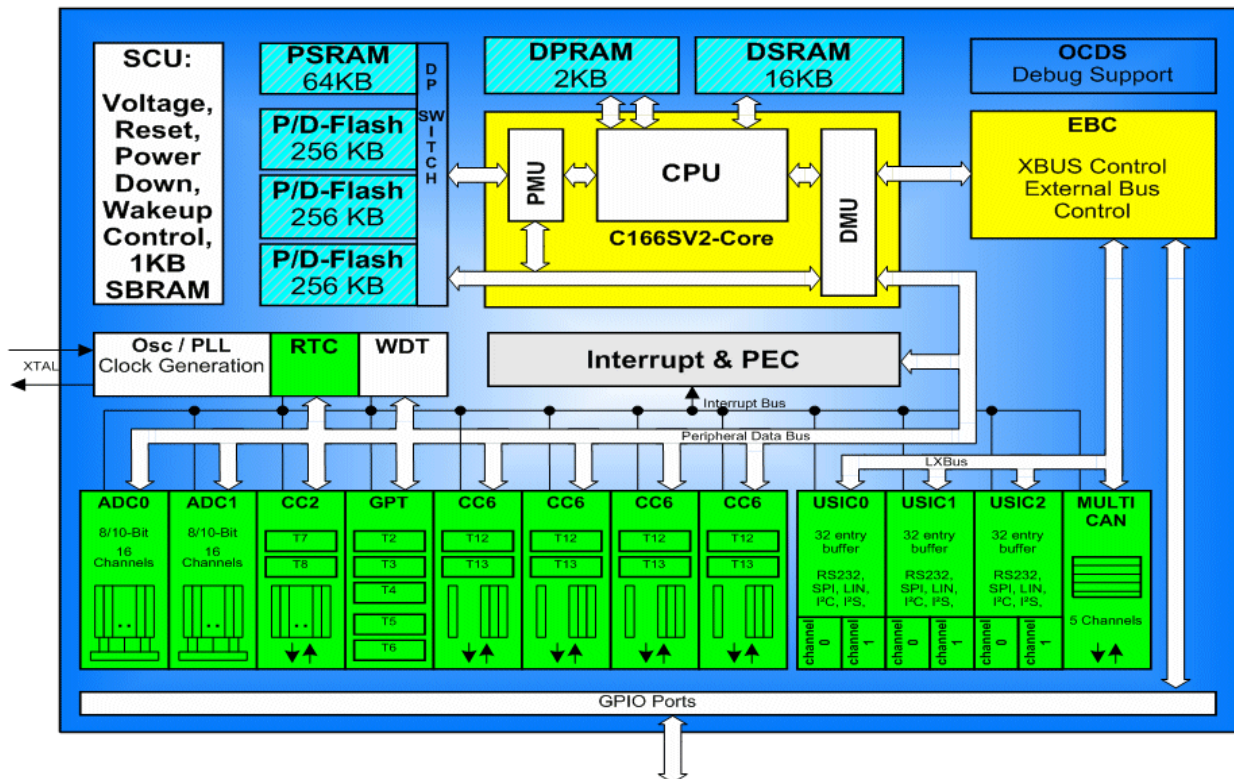 SCU:
Voltage,
Reset,
Power
Down,
Wakeup
Control,
1KB
SBRAM
PSRAM
64KB
P/D-Flash
256 KB
P/D-Flash
256 KB
P/D-Flash
256 KB
DP SWITCH
DPRAM
2KB
DSRAM
16KB
PMU
CPU
DMU
C166SV2-Core
OCDS
Debug Support
EBC
XBUS Control
External Bus
Control
XTAL
Osc / PLL
Clock Generation
RTC
WDT
Interrupt & PEC
Interrupt Bus
Peripheral Data Bus
LXBus
ADC0
8/10-Bit
16
Channels
ADC1
8/10-Bit
16
Channels
CC2
T7
T8
GPT
T2
T3
T4
T5
T6
CC6
T12
T13
CC6
T12
T13
CC6
T12
T13
CC6
T12
T13
USIC0
32 entry
buffer
RS232,
SPI, LIN,
I²C, I²S,
channel 0
channel 1
USIC1
32 entry
buffer
RS232,
SPI, LIN,
I²C, I²S,
channel 0
channel 1
USIC2
32 entry
buffer
RS232,
SPI, LIN,
I²C, I²S,
channel 0
channel 1
MULTI
CAN
5 Channels
GPIO Ports